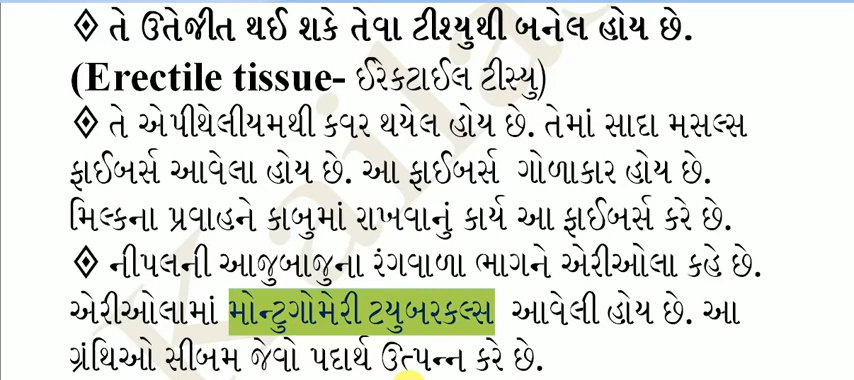 ◈ તે ઉતેજીત થઈ શકે તેવા ટીશ્યુથી બનેલ હોય છે.
(Erectile tissue- ઈરેકટાઈલ ટીસ્યુ)
◈ તે એપીથેલીયમથી કવર થયેલ હોય છે. તેમાં સાદા મસલ્સ
ફાઈબર્સ આવેલા હોય છે. આ ફાઈબર્સ ગોળાકાર હોય છે.
મિલ્કના પ્રવાહને કાબુમાં રાખવાનું કાર્ય આ ફાઈબર્સ કરે છે.
◈ નીપલની આજુબાજુના રંગવાળા ભાગને એરીઓલા કહે છે.
એરીઓલામાં મોન્ટુગોમેરી ટયુબરકલ્સ આવેલી હોય છે. આ
ગ્રંથિઓ સીબમ જેવો પદાર્થ ઉત્પન્ન કરે છે.